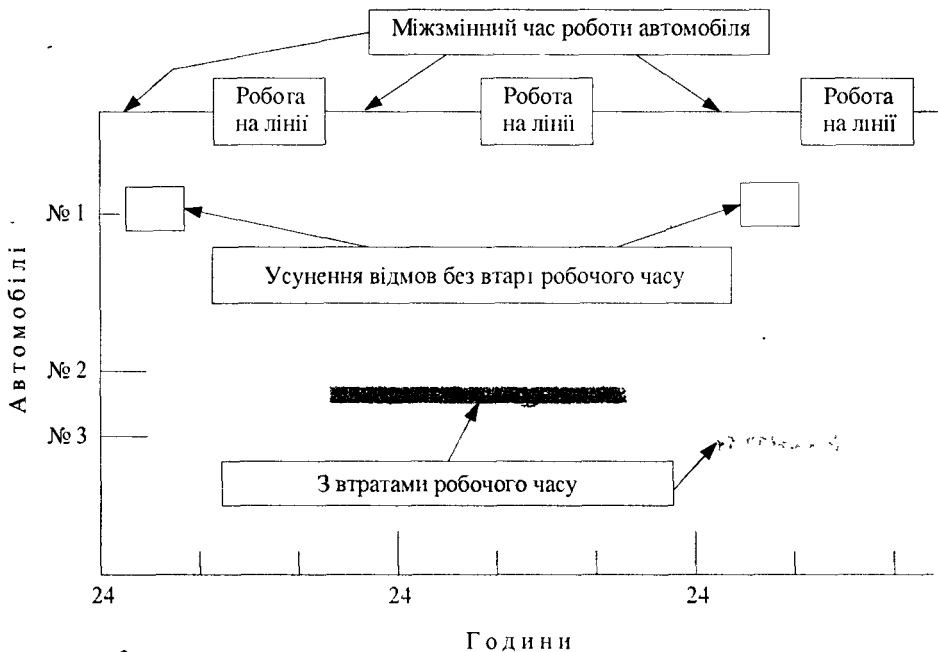 Міжзмінний час роботи автомобіля
Робота
на лінії
Робота
на лінії
Робота
на лінії
№ 1
Усунення відмов без втарі робочого часу
Автомобілі
№ 2
№ 3
З втратами робочого часу
24
24
24
Години